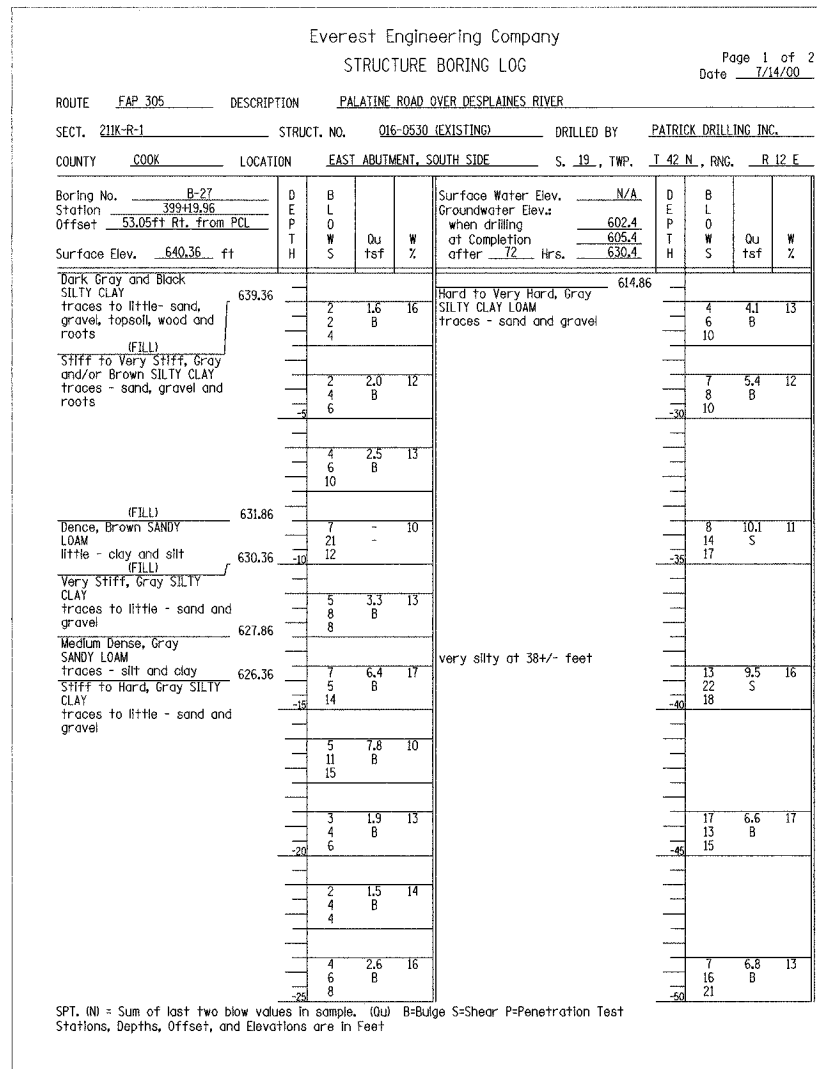 Everest Engineering Company
STRUCTURE BORING LOG
Page 1 of 2
Date 7/14/00
ROUTE FAP 305 DESCRIPTION PALATINE ROAD OVER DESPLAINES RIVER
SECT. 211K-R-1 STRUCT. NO. 016-0530 (EXISTING) DRILLED BY PATRICK DRILLING INC.
COUNTY COOK LOCATION EAST ABUTMENT, SOUTH SIDE S. 19, TWP. T 42 N, RNG. R 12 E
Boring No. B-27
Station 399+19.96
Offset 53.05ft Rt. from PCL
Surface Elev. 640.36 ft
DEPTH BLOWS Qu tsf W %
Dark Gray and Black
SILTY CLAY 639.36
traces to little- sand,
gravel, topsoil, wood and
roots
(FILL)
Stiff to Very Stiff, Gray
and/or Brown SILTY CLAY
traces - sand, gravel and
roots
(FILL) 631.86
Dence, Brown SANDY
LOAM
little - clay and silt 630.36
(FILL)
Very Stiff, Gray SILTY
CLAY
traces to little - sand and
gravel 627.86
Medium Dense, Gray
SANDY LOAM
traces - silt and clay 626.36
Stiff to Hard, Gray SILTY
CLAY
traces to little - sand and
gravel
2 1.6 16
2 B
4
2 2.0 12
4 B
-5 6
4 2.5 13
6 B
10
7 - 10
21 -
-10 12
5 3.3 13
8 B
8
7 6.4 17
5 B
-15 14
5 7.8 10
11 B
15
3 1.9 13
4 B
-20 6
2 1.5 14
4 B
4
4 2.6 16
6 B
-25 8
Surface Water Elev. N/A
Groundwater Elev.:
when drilling 602.4
at Completion 605.4
after 72 Hrs. 630.4
DEPTH BLOWS Qu tsf W %
614.86
Hard to Very Hard, Gray
SILTY CLAY LOAM
traces - sand and gravel
very silty at 38+/- feet
4 4.1 13
6 B
10
7 5.4 12
8 B
-30 10
8 10.1 11
14 S
-35 17
13 9.5 16
22 S
-40 18
17 6.6 17
13 B
-45 15
7 6.8 13
16 B
-50 21
SPT. (N) = Sum of last two blow values in sample. (Qu) B=Bulge S=Shear P=Penetration Test
Stations, Depths, Offset, and Elevations are in Feet